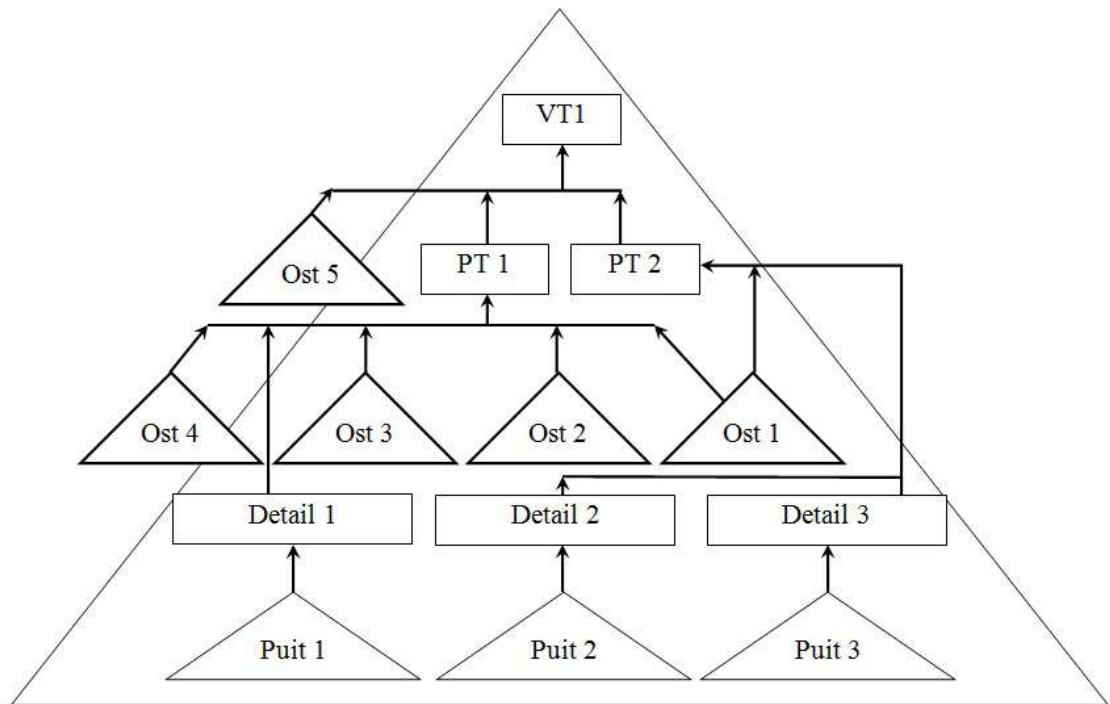 VT1
Ost 5
PT 1
PT 2
Ost 4
Ost 3
Ost 2
Ost 1
Detail 1
Detail 2
Detail 3
Puit 1
Puit 2
Puit 3